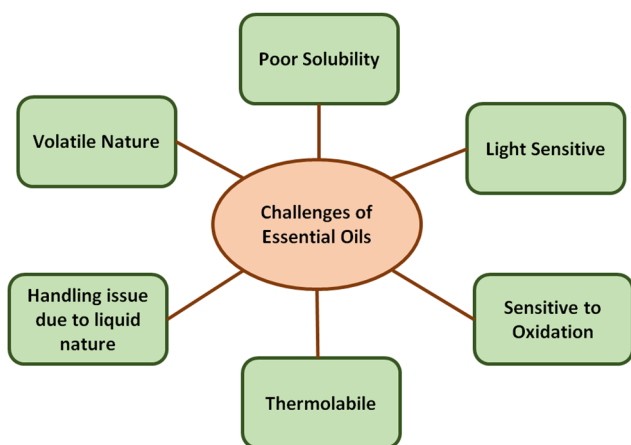 Poor Solubility
Volatile Nature
Light Sensitive
Challenges of
Essential Oils
Handling issue
due to liquid
nature
Sensitive to
Oxidation
Thermolabile